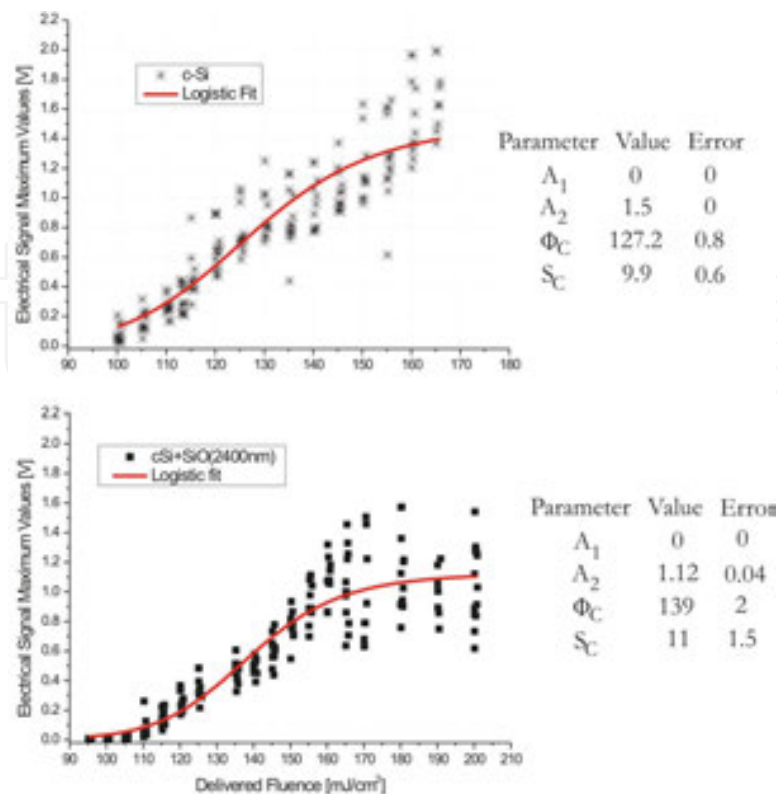 Electrical Signal Maximum Values [V]
2.2
2.0
1.8
1.6
1.4
1.2
1.0
0.8
0.6
0.4
0.2
0.0
c-Si
Logistic Fit
90 100 110 120 130 140 150 160 170 180
Parameter Value Error
A1 0 0
A2 1.5 0
ΦC 127.2 0.8
SC 9.9 0.6
Electrical Signal Maximum Values [V]
2.2
2.0
1.8
1.6
1.4
1.2
1.0
0.8
0.6
0.4
0.2
0.0
cSi+SiO(2400nm)
Logistic fit
90 100 110 120 130 140 150 160 170 180 190 200 210
Delivered Fluence [mJ/cm²]
Parameter Value Error
A1 0 0
A2 1.12 0.04
ΦC 139 2
SC 11 1.5